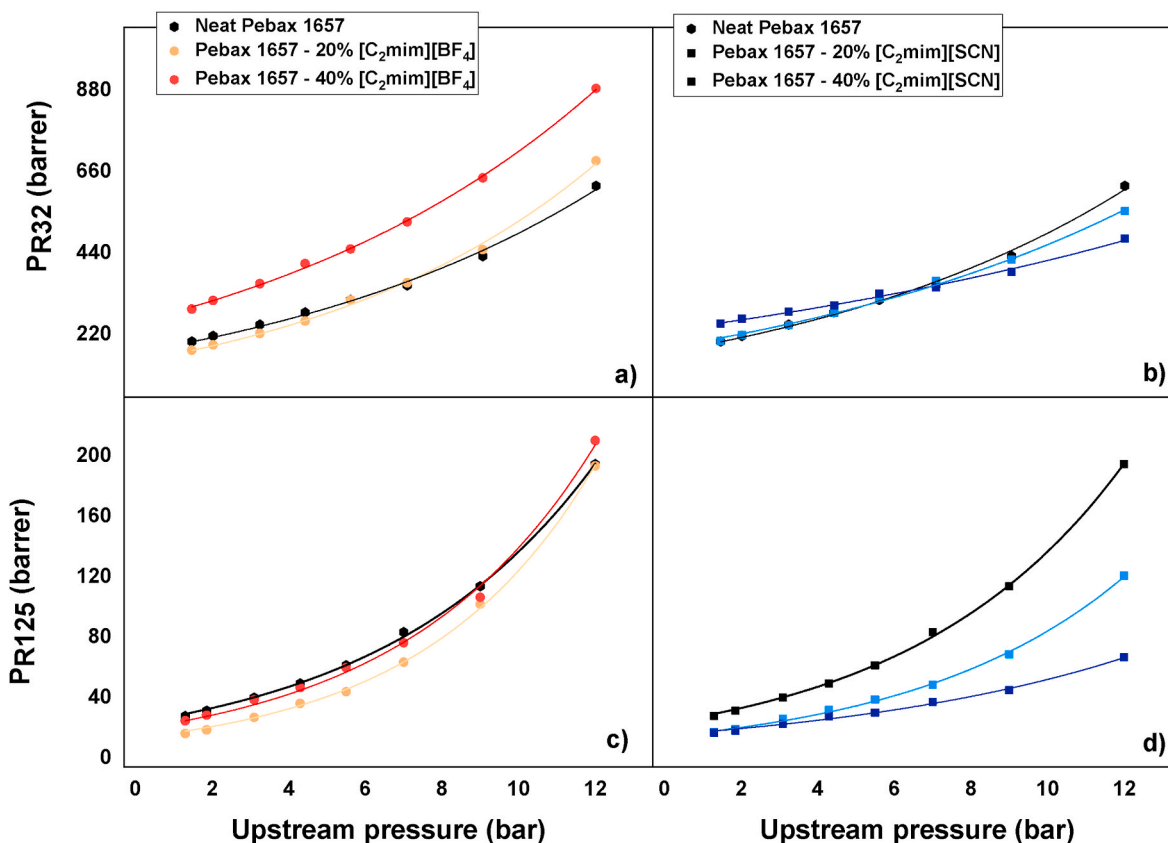 Neat Pebax 1657
Pebax 1657 - 20% [C₂mim][BF₄]
Pebax 1657 - 40% [C₂mim][BF₄]
Neat Pebax 1657
Pebax 1657 - 20% [C₂mim][SCN]
Pebax 1657 - 40% [C₂mim][SCN]
PR32 (barrer)
880
660
440
220
a)
b)
PR125 (barrer)
200
160
120
80
40
0
c)
d)
0 2 4 6 8 10 12
0 2 4 6 8 10 12
Upstream pressure (bar)
Upstream pressure (bar)